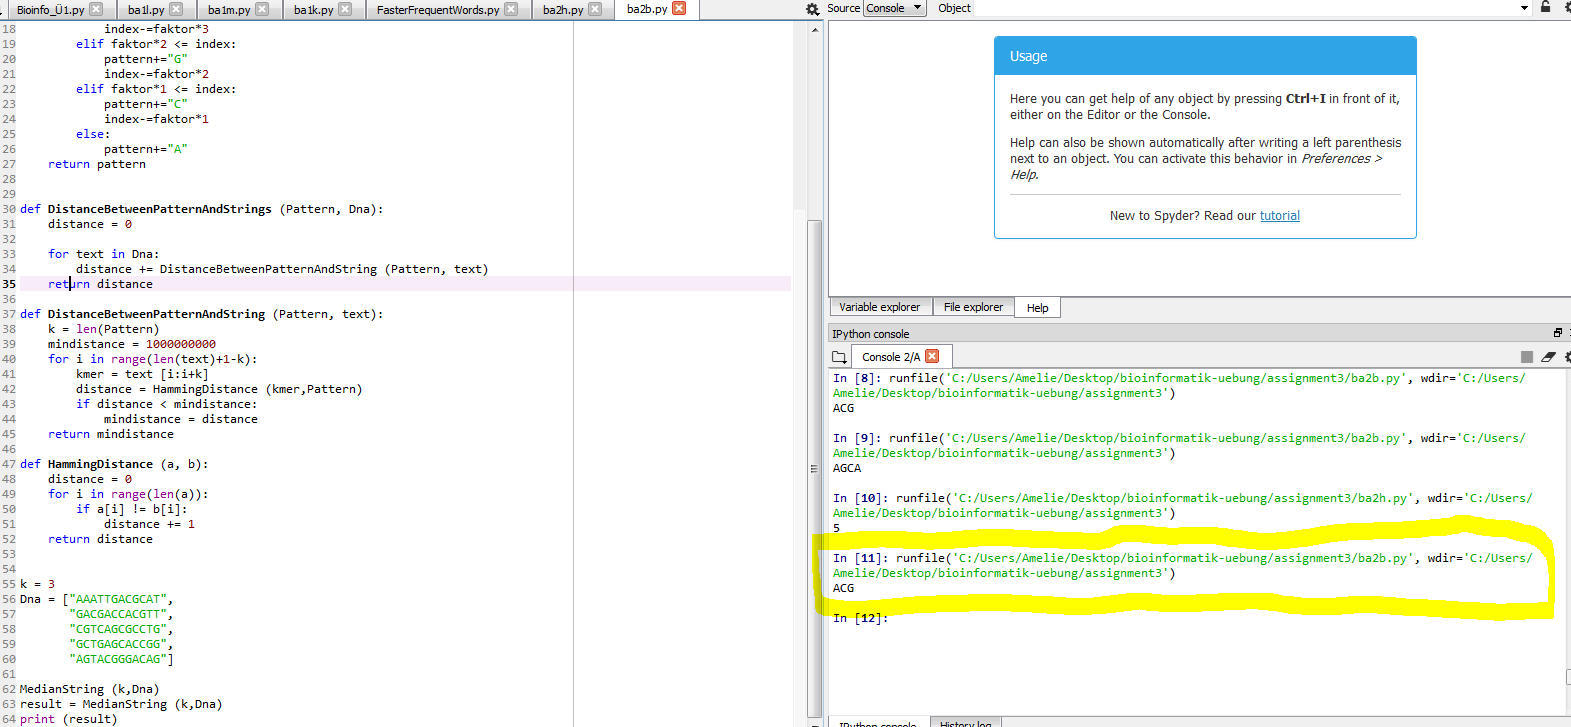 Bioinfo_Ü1.py ba1l.py ba1m.py ba1k.py FasterFrequentWords.py ba2h.py ba2b.py
18 index-=faktor*3
19 elif faktor*2 <= index:
20 pattern+="G"
21 index-=faktor*2
22 elif faktor*1 <= index:
23 pattern+="C"
24 index-=faktor*1
25 else:
26 pattern+="A"
27 return pattern
28
29
30 def DistanceBetweenPatternAndStrings (Pattern, Dna):
31 distance = 0
32
33 for text in Dna:
34 distance += DistanceBetweenPatternAndString (Pattern, text)
35 return distance
36
37 def DistanceBetweenPatternAndString (Pattern, text):
38 k = len(Pattern)
39 mindistance = 1000000000
40 for i in range(len(text)+1-k):
41 kmer = text [i:i+k]
42 distance = HammingDistance (kmer,Pattern)
43 if distance < mindistance:
44 mindistance = distance
45 return mindistance
46
47 def HammingDistance (a, b):
48 distance = 0
49 for i in range(len(a)):
50 if a[i] != b[i]:
51 distance += 1
52 return distance
53
54
55 k = 3
56 Dna = ["AAATTGACGCAT",
57 "GACGACCACGTT",
58 "CGTCAGCGCCTG",
59 "GCTGAGCACCGG",
60 "AGTACGGGACAG"]
61
62 MedianString (k,Dna)
63 result = MedianString (k,Dna)
64 print (result)
Source Console Object
Usage
Here you can get help of any object by pressing Ctrl+I in front of it,
either on the Editor or the Console.
Help can also be shown automatically after writing a left parenthesis
next to an object. You can activate this behavior in Preferences >
Help.
New to Spyder? Read our tutorial
Variable explorer File explorer Help
IPython console
Console 2/A
In [8]: runfile('C:/Users/Amelie/Desktop/bioinformatik-uebung/assignment3/ba2b.py', wdir='C:/Users/
Amelie/Desktop/bioinformatik-uebung/assignment3')
ACG
In [9]: runfile('C:/Users/Amelie/Desktop/bioinformatik-uebung/assignment3/ba2b.py', wdir='C:/Users/
Amelie/Desktop/bioinformatik-uebung/assignment3')
AGCA
In [10]: runfile('C:/Users/Amelie/Desktop/bioinformatik-uebung/assignment3/ba2h.py', wdir='C:/Users/
Amelie/Desktop/bioinformatik-uebung/assignment3')
5
In [11]: runfile('C:/Users/Amelie/Desktop/bioinformatik-uebung/assignment3/ba2b.py', wdir='C:/Users/
Amelie/Desktop/bioinformatik-uebung/assignment3')
ACG
In [12]:
IPython console History log